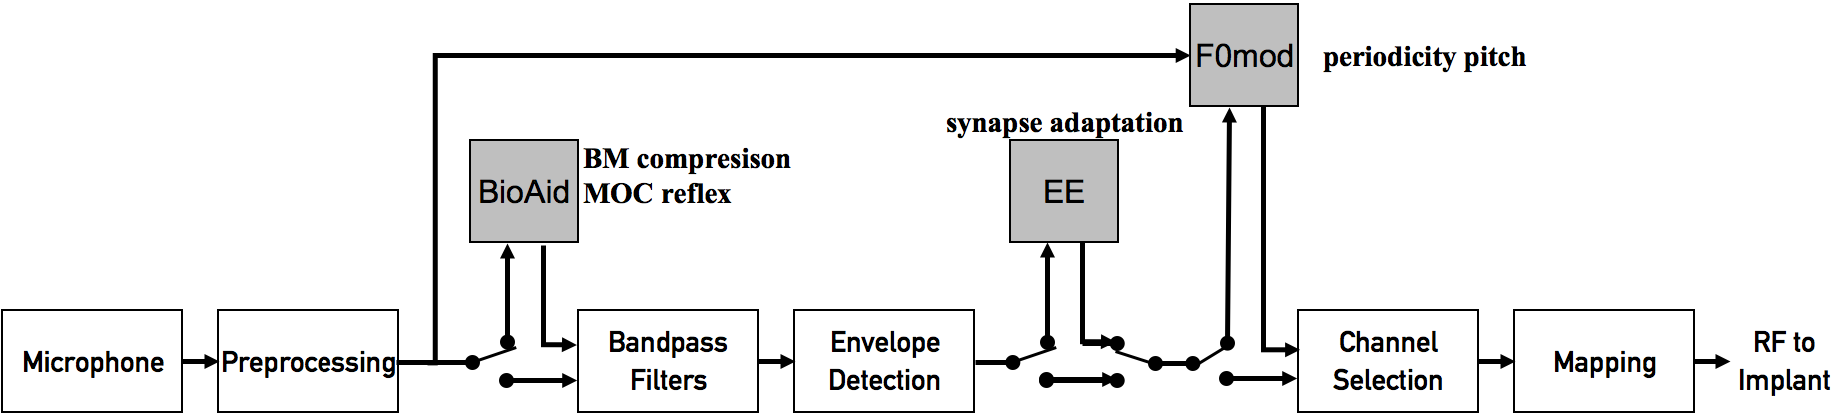 F0mod
periodicity pitch
synapse adaptation
BioAid
BM compresison
MOC reflex
EE
Microphone
Preprocessing
Bandpass
Filters
Envelope
Detection
Channel
Selection
Mapping
RF to
Implant